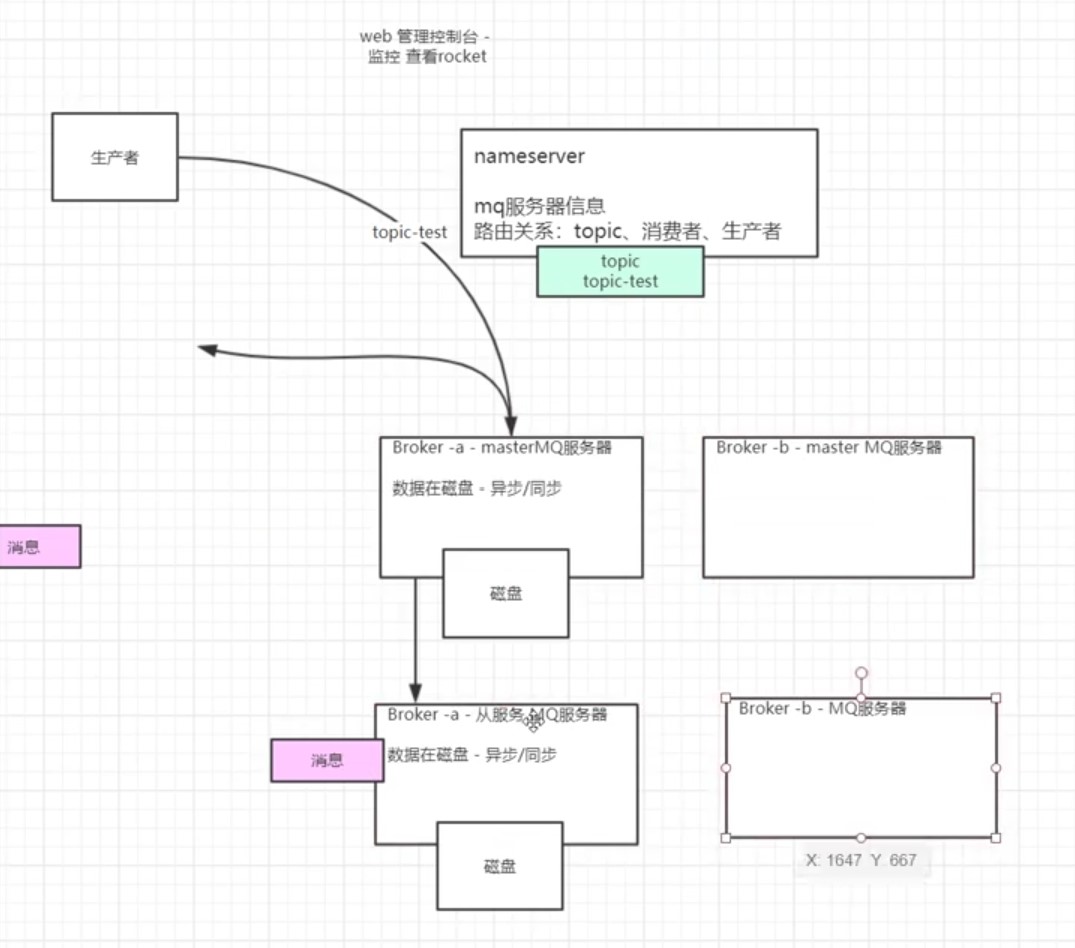 web 管理控制台 -
监控 查看rocket
生产者
nameserver
mq服务器信息
路由关系：topic、消费者、生产者
topic-test
topic
topic-test
Broker -a - masterMQ服务器
数据在磁盘 - 异步/同步
Broker -b - master MQ服务器
消息
磁盘
Broker -a - 从服务 MQ服务器
数据在磁盘 - 异步/同步
消息
Broker -b - MQ服务器
磁盘
X: 1647 Y 667